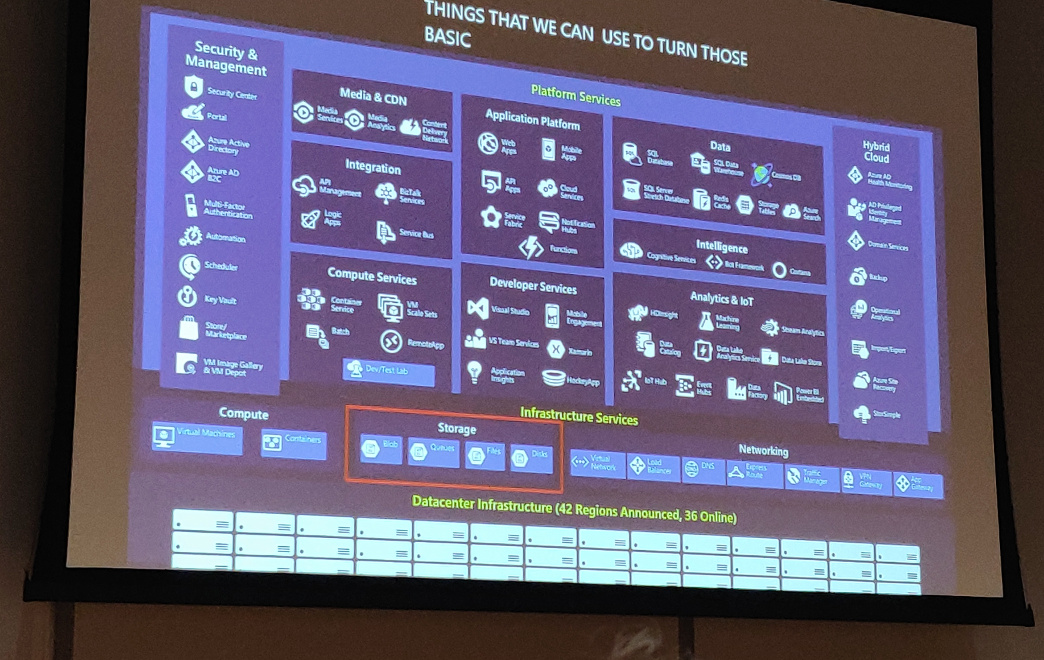 THINGS THAT WE CAN USE TO TURN THOSE
BASIC
Security &
Management
Security Center
Portal
Azure Active
Directory
Azure AD
B2C
Multi-Factor
Authentication
Automation
Scheduler
Key Vault
Store/
Marketplace
VM Image Gallery
& VM Depot
Platform Services
Media & CDN
Media
Services
Media
Analytics
Content
Delivery
Network
Integration
API
Management
BizTalk
Services
Logic
Apps
Service Bus
Compute Services
Container
Service
VM
Scale Sets
Batch
RemoteApp
Dev/Test Lab
Application Platform
Web
Apps
Mobile
Apps
API
Apps
Cloud
Services
Service
Fabric
Notification
Hubs
Functions
Developer Services
Visual Studio
Mobile
Engagement
VS Team Services
Xamarin
Application
Insights
HockeyApp
Data
SQL
Database
SQL Data
Warehouse
Cosmos DB
SQL Server
Stretch Database
Redis
Cache
Storage
Tables
Azure
Search
Intelligence
Cognitive Services
Bot Framework
Cortana
Analytics & IoT
HDInsight
Machine
Learning
Stream Analytics
Data
Catalog
Data Lake
Analytics Service
Data Lake Store
IoT Hub
Event
Hubs
Data
Factory
Power BI
Embedded
Hybrid
Cloud
Azure AD
Health Monitoring
AD Privileged
Identity
Management
Domain Services
Backup
Operational
Analytics
Import/Export
Azure Site
Recovery
StorSimple
Infrastructure Services
Compute
Virtual Machines
Containers
Storage
Blob
Queues
Files
Disks
Networking
Virtual
Network
Load
Balancer
DNS
Express
Route
Traffic
Manager
VPN
Gateway
App
Gateway
Datacenter Infrastructure (42 Regions Announced, 36 Online)